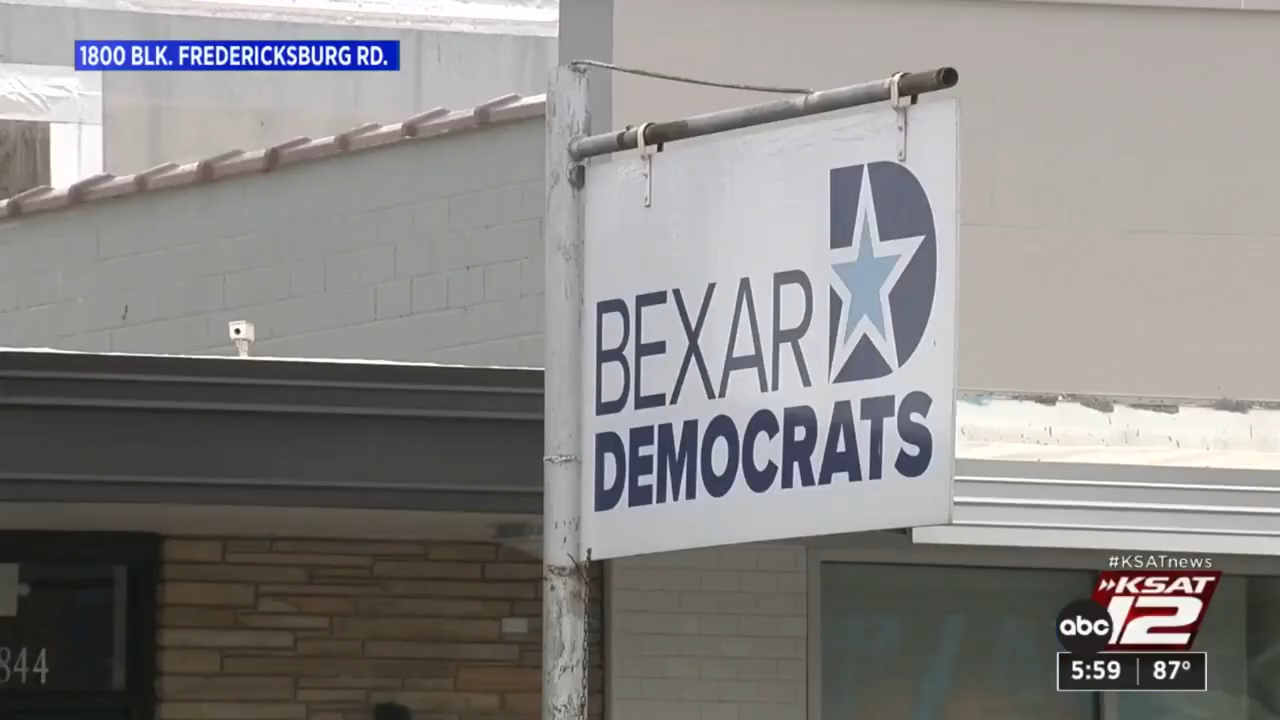 1800 BLK. FREDERICKSBURG RD.
BEXAR
DEMOCRATS
844
#KSATnews
KSAT
abc 12
5:59 87°